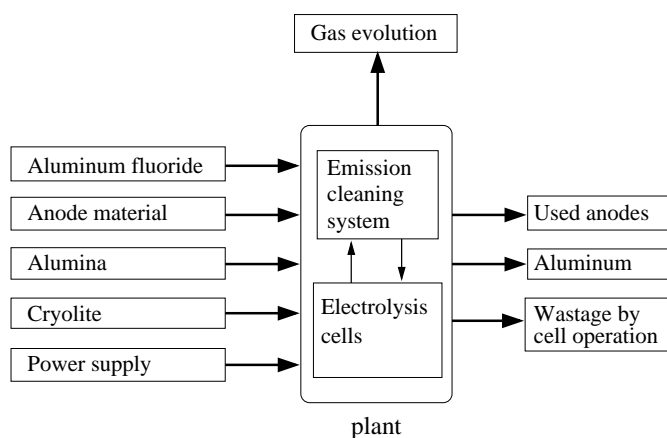 Gas evolution
Aluminum fluoride
Anode material
Alumina
Cryolite
Power supply
Emission
cleaning
system
Electrolysis
cells
Used anodes
Aluminum
Wastage by
cell operation
plant